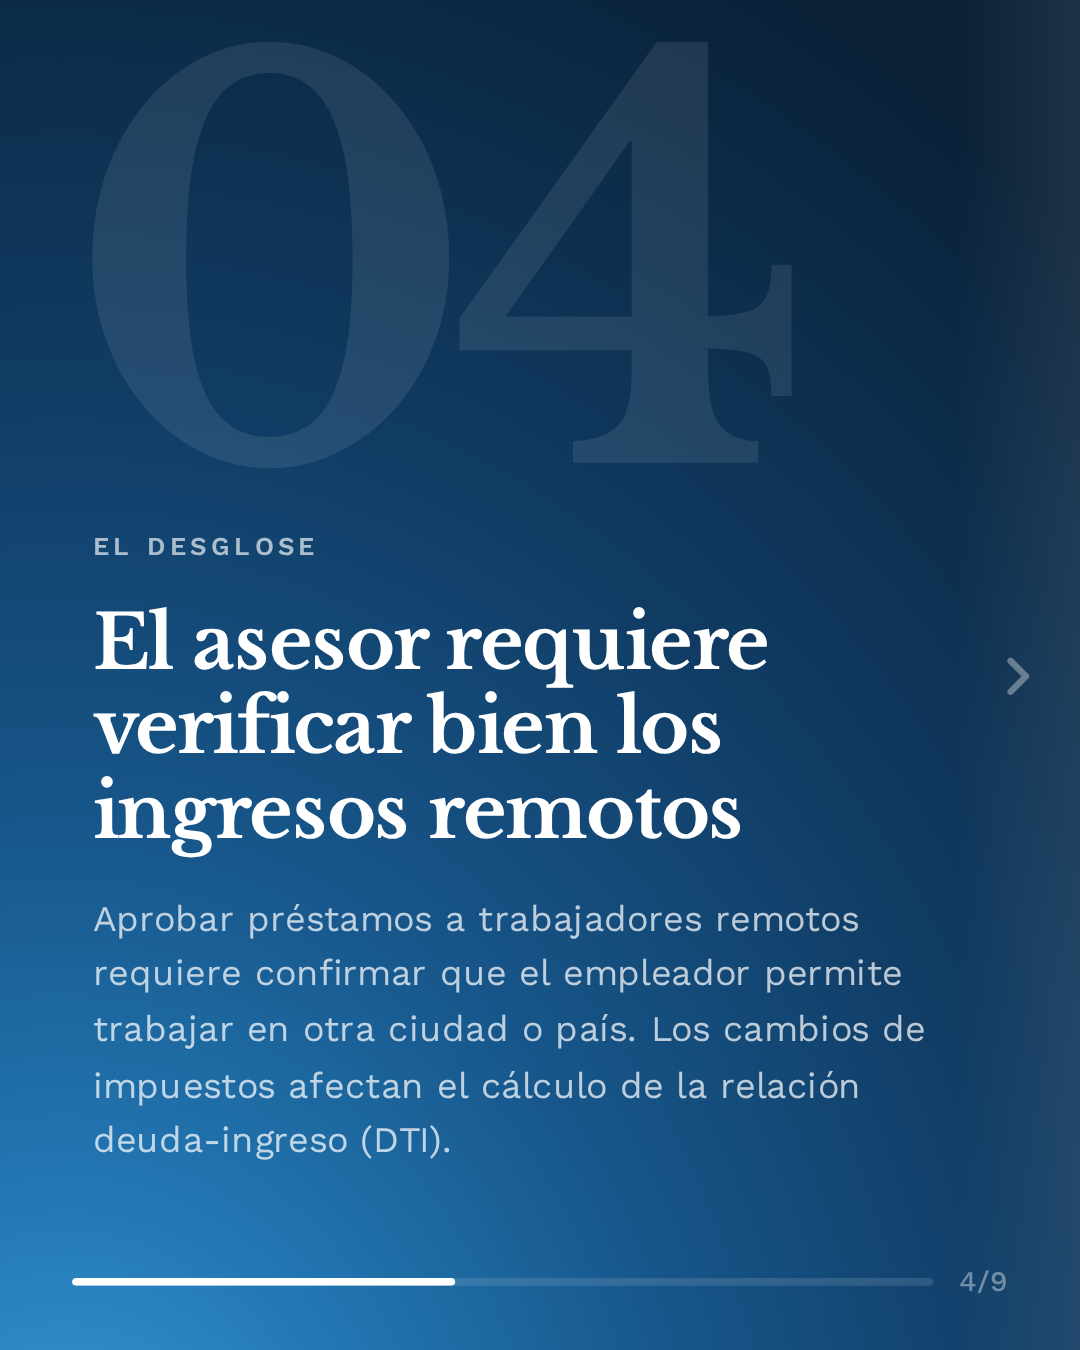 04
EL DESGLOSE
El asesor requiere
verificar bien los
ingresos remotos
Aprobar préstamos a trabajadores remotos
requiere confirmar que el empleador permite
trabajar en otra ciudad o país. Los cambios de
impuestos afectan el cálculo de la relación
deuda-ingreso (DTI).
4/9